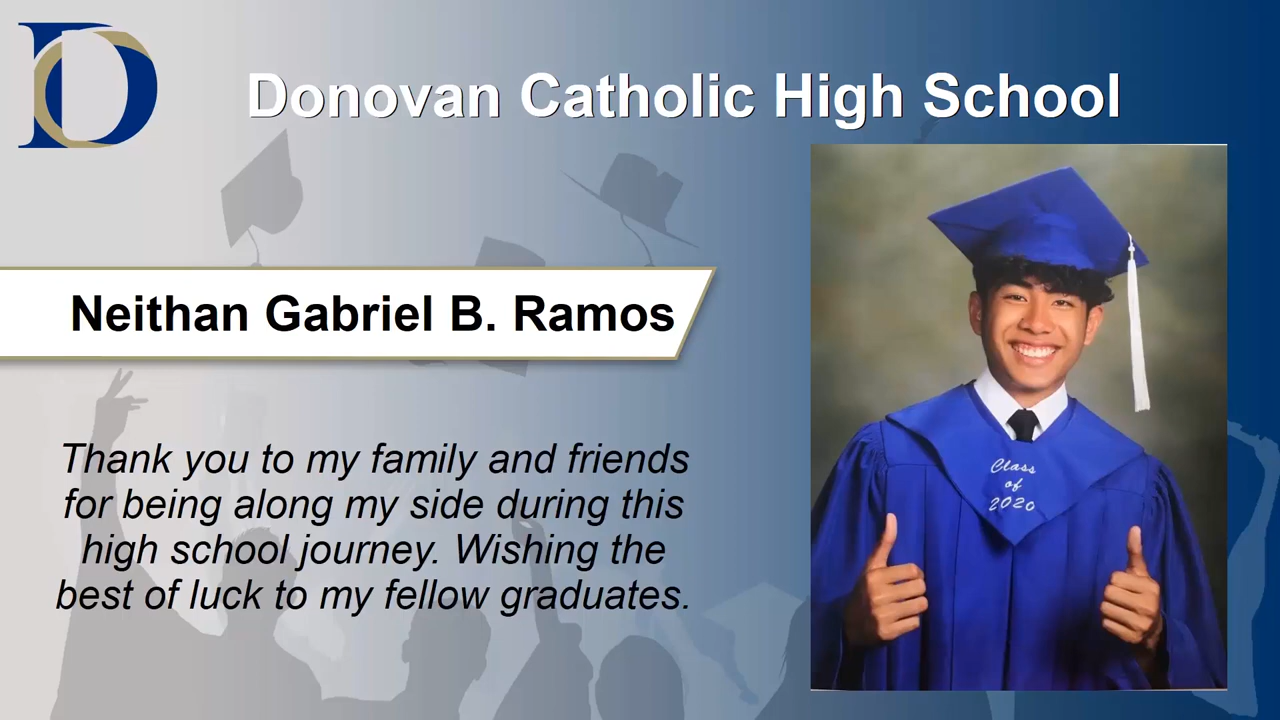 Donovan Catholic High School
Neithan Gabriel B. Ramos
Thank you to my family and friends
for being along my side during this
high school journey. Wishing the
best of luck to my fellow graduates.
Class
of
2020